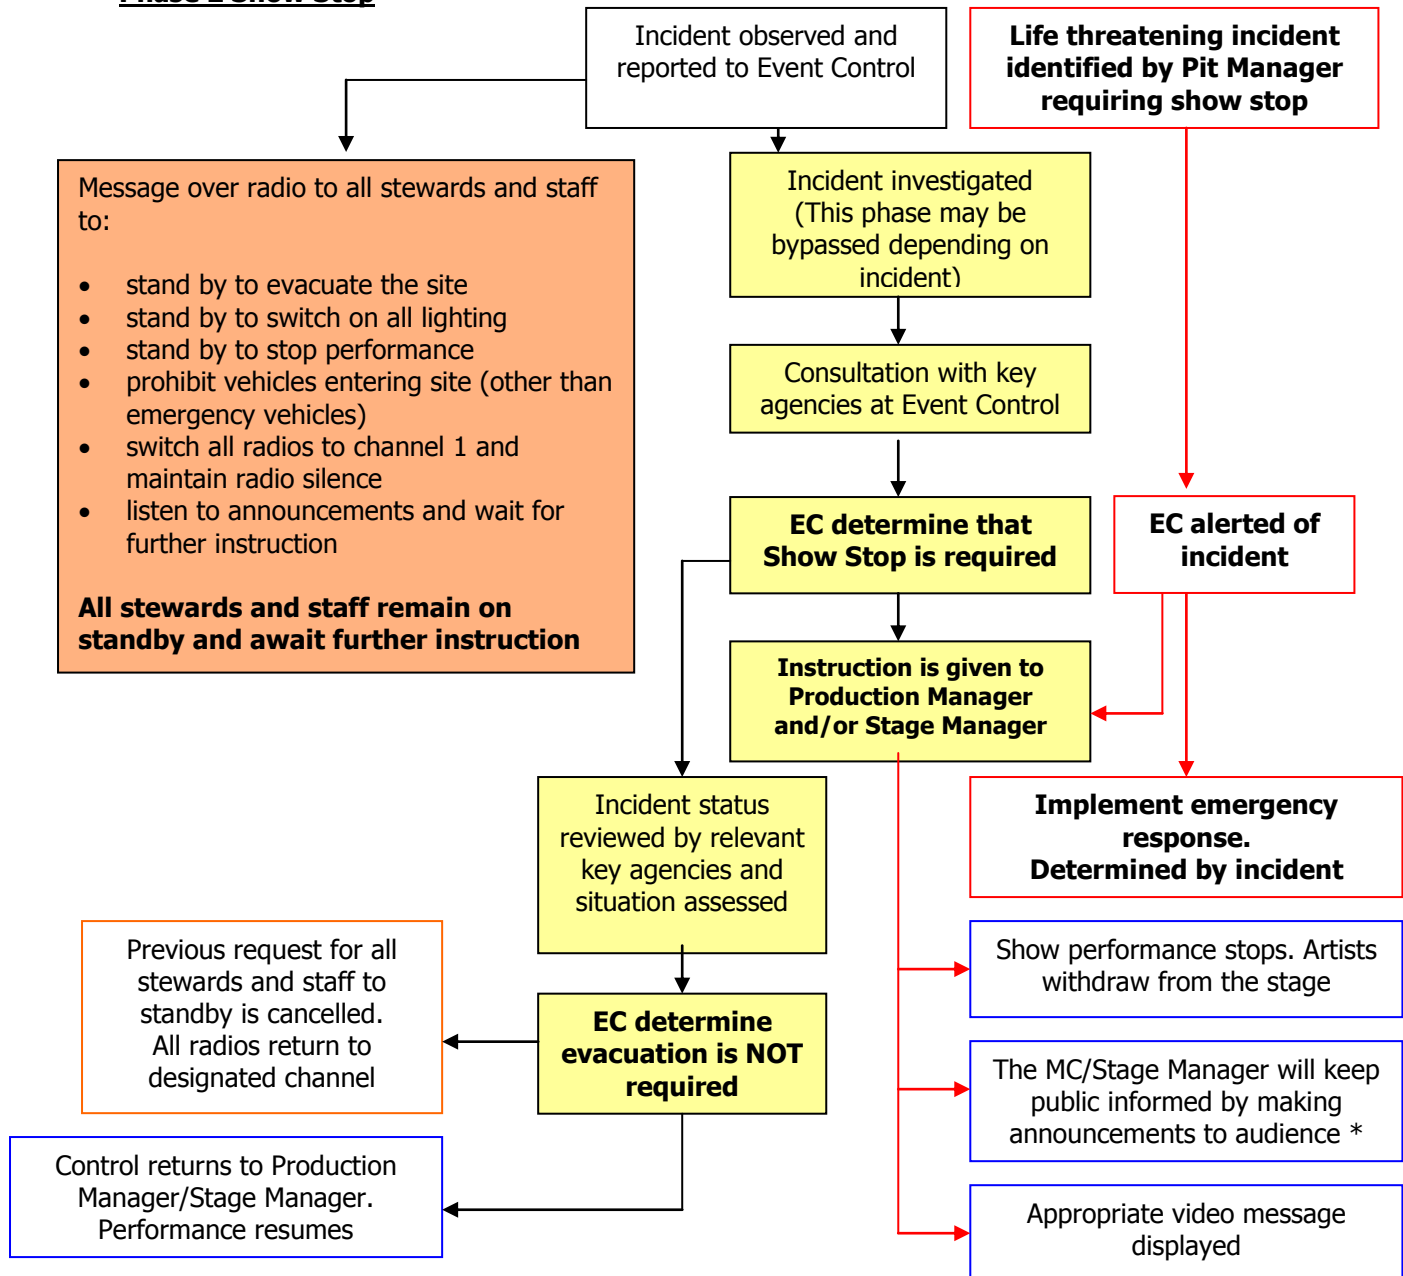 Phase 2 Show Stop
Incident observed and
reported to Event Control
Life threatening incident
identified by Pit Manager
requiring show stop
Message over radio to all stewards and staff
to:
• stand by to evacuate the site
• stand by to switch on all lighting
• stand by to stop performance
• prohibit vehicles entering site (other than
emergency vehicles)
• switch all radios to channel 1 and
maintain radio silence
• listen to announcements and wait for
further instruction
All stewards and staff remain on
standby and await further instruction
Incident investigated
(This phase may be
bypassed depending on
incident)
Consultation with key
agencies at Event Control
EC determine that
Show Stop is required
EC alerted of
incident
Instruction is given to
Production Manager
and/or Stage Manager
Incident status
reviewed by relevant
key agencies and
situation assessed
Implement emergency
response.
Determined by incident
Previous request for all
stewards and staff to
standby is cancelled.
All radios return to
designated channel
EC determine
evacuation is NOT
required
Show performance stops. Artists
withdraw from the stage
The MC/Stage Manager will keep
public informed by making
announcements to audience *
Control returns to Production
Manager/Stage Manager.
Performance resumes
Appropriate video message
displayed